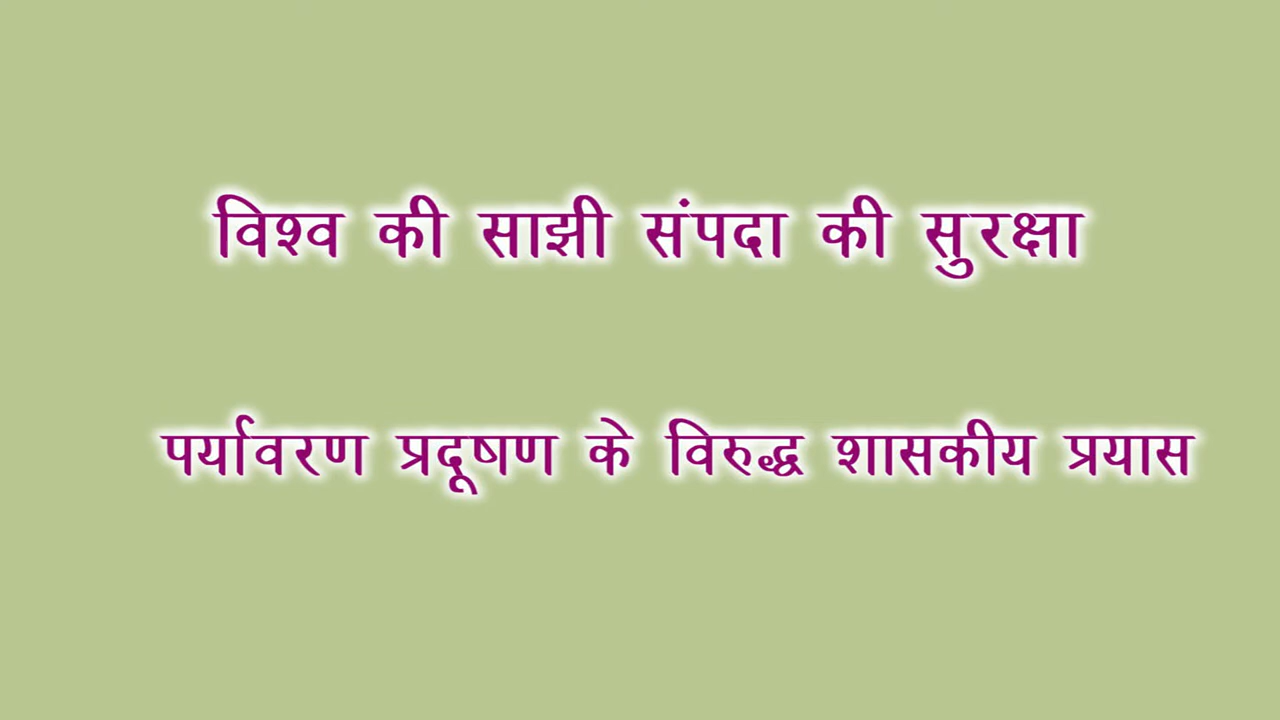 विश्व की साझी संपदा की सुरक्षा
पर्यावरण प्रदूषण के विरुद्ध शासकीय प्रयास